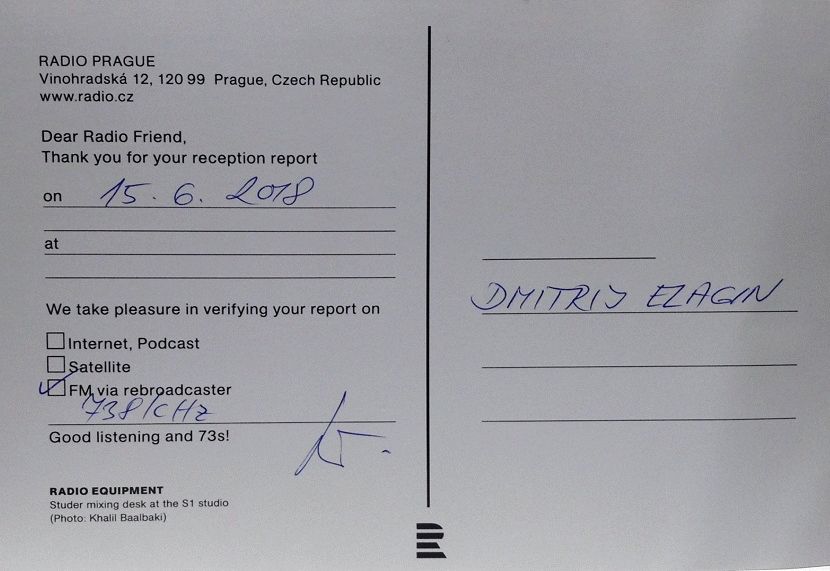 RADIO PRAGUE
Vinohradská 12, 120 99 Prague, Czech Republic
www.radio.cz
Dear Radio Friend,
Thank you for your reception report
on 15. 6. 2018
at
We take pleasure in verifying your report on
Internet, Podcast
Satellite
FM via rebroadcaster
738 kHz
Good listening and 73s!
RADIO EQUIPMENT
Studer mixing desk at the S1 studio
(Photo: Khalil Baalbaki)
DMITRIJ ELAGIN